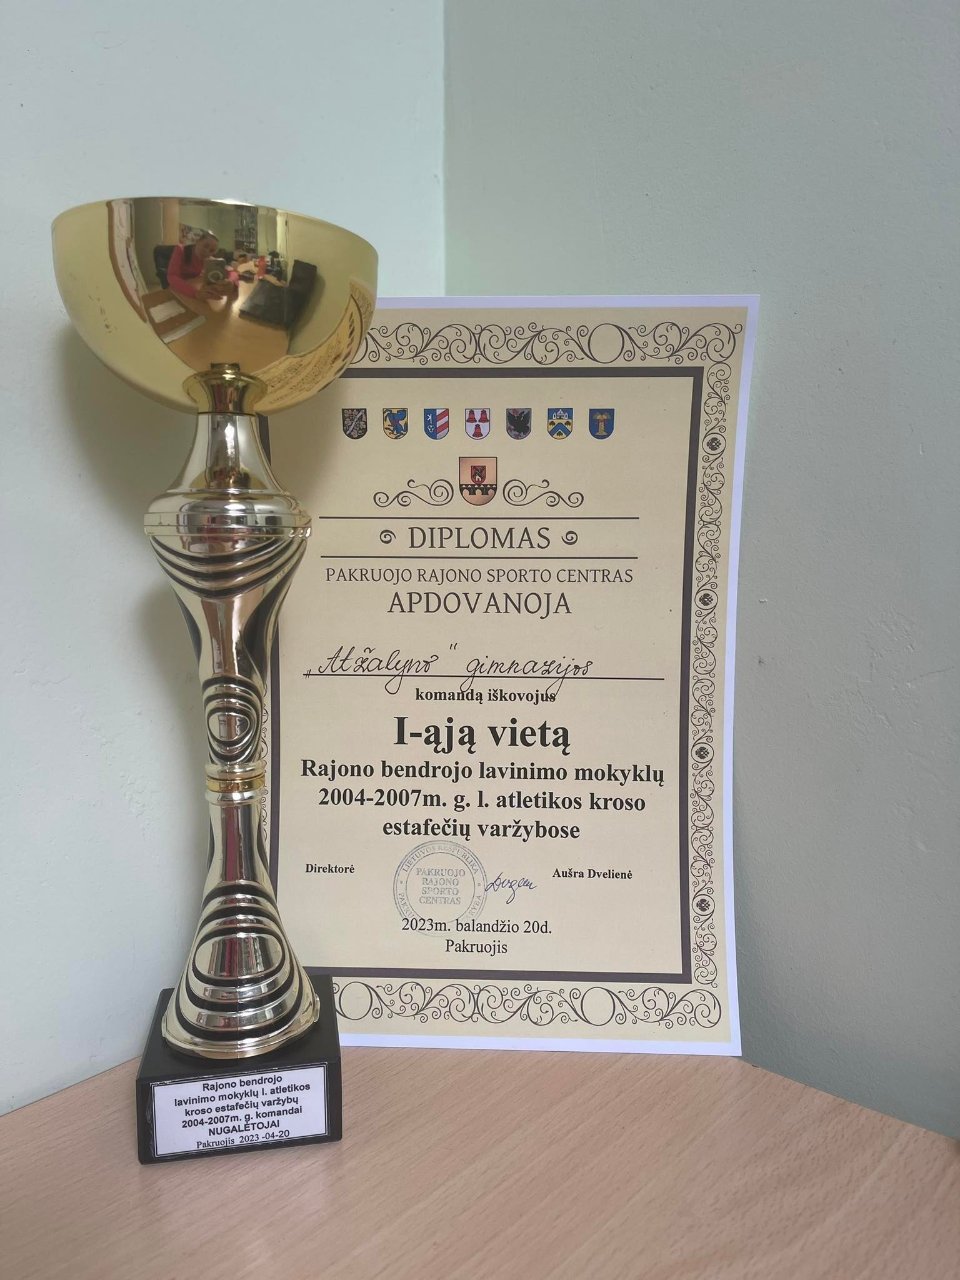 DIPLOMAS
PAKRUOJO RAJONO SPORTO CENTRAS
APDOVANOJA
„Atžalyno" gimnazijos
komandą iškovojus
I-ąją vietą
Rajono bendrojo lavinimo mokyklų
2004-2007m. g. l. atletikos kroso
estafečių varžybose
Direktorė
Aušra Dvelienė
LIETUVOS RESPUBLIKA
PAKRUOJO
RAJONO
SPORTO
CENTRAS
2023m. balandžio 20d.
Pakruojis
Rajono bendrojo
lavinimo mokyklų l. atletikos
kroso estafečių varžybų
2004-2007m. g. komandai
NUGALĖTOJAI
Pakruojis 2023 -04-20